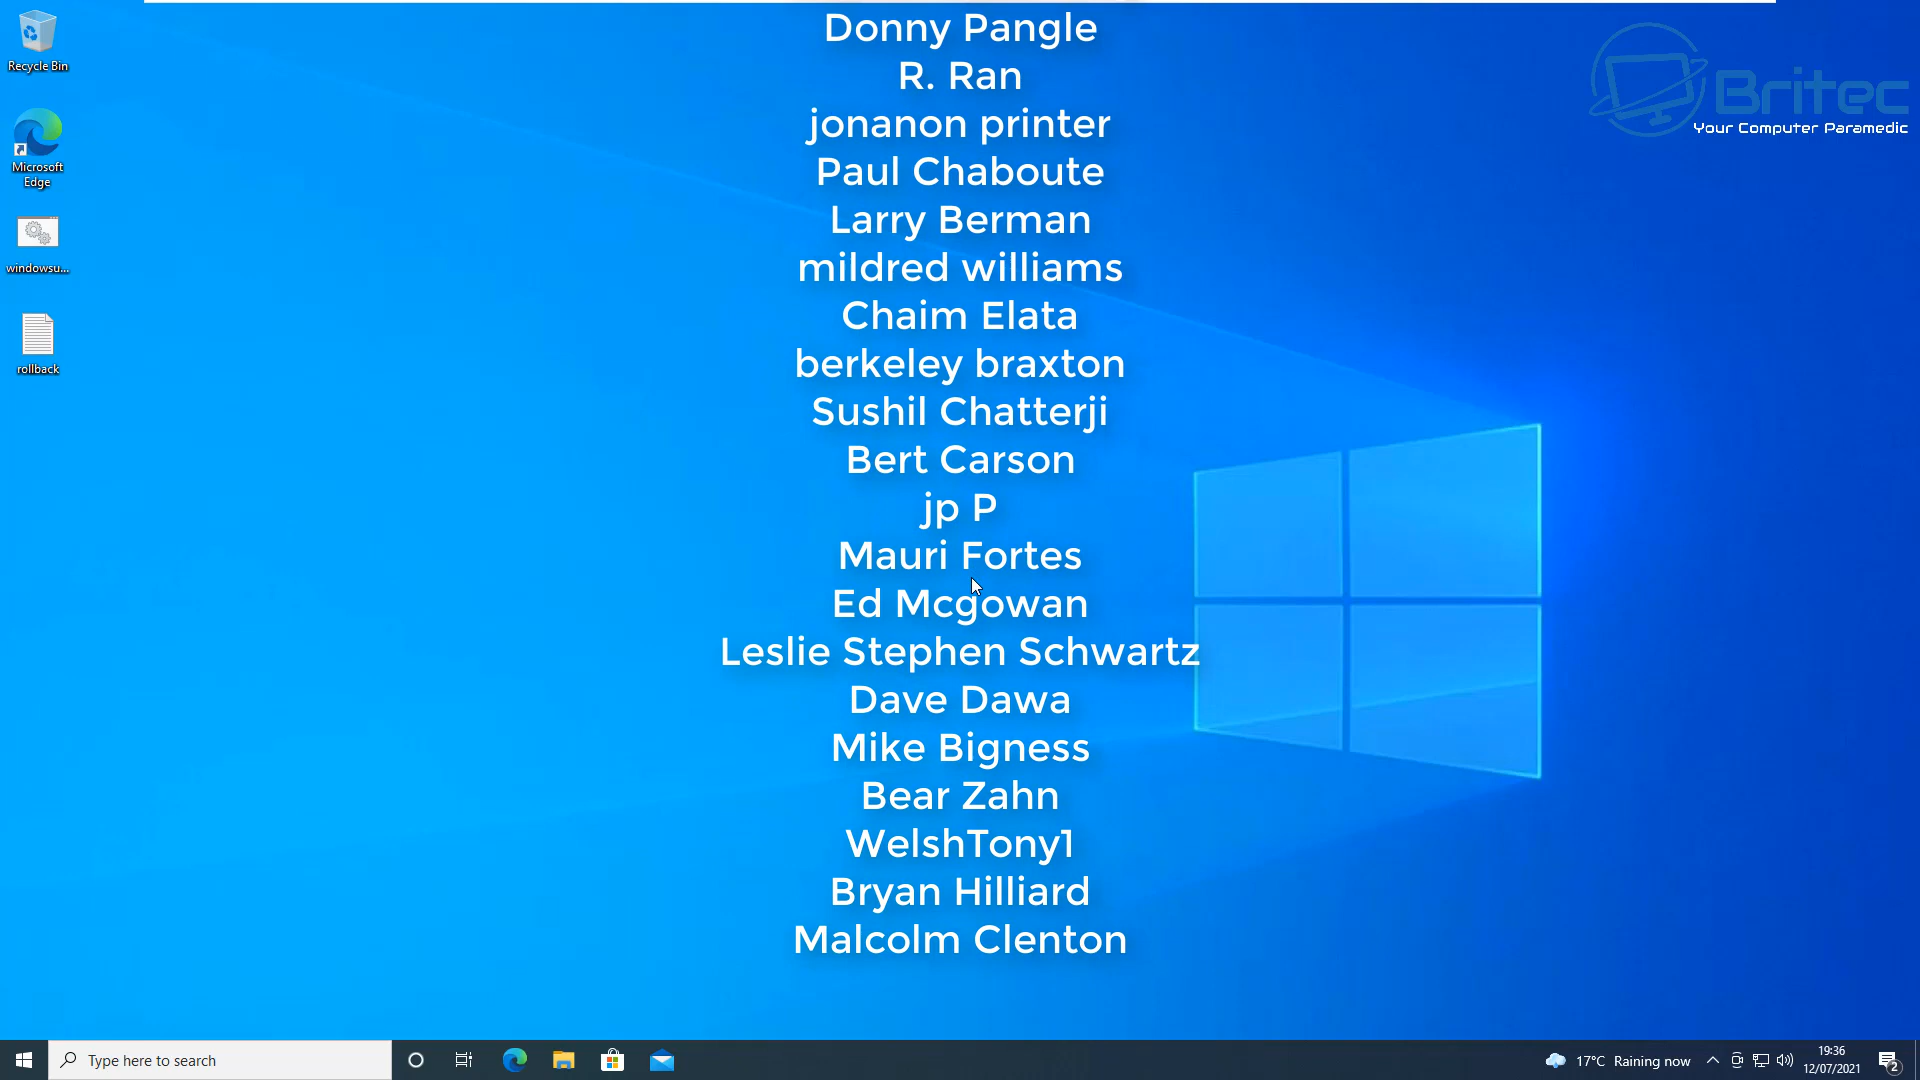 Donny Pangle
R. Ran
jonanon printer
Paul Chaboute
Larry Berman
mildred williams
Chaim Elata
berkeley braxton
Sushil Chatterji
Bert Carson
jp P
Mauri Fortes
Ed Mcgowan
Leslie Stephen Schwartz
Dave Dawa
Mike Bigness
Bear Zahn
WelshTony1
Bryan Hilliard
Malcolm Clenton
Recycle Bin
Microsoft
Edge
windowsu...
rollback
Britec
Your Computer Paramedic
Type here to search
17°C Raining now
19:36
12/07/2021
2